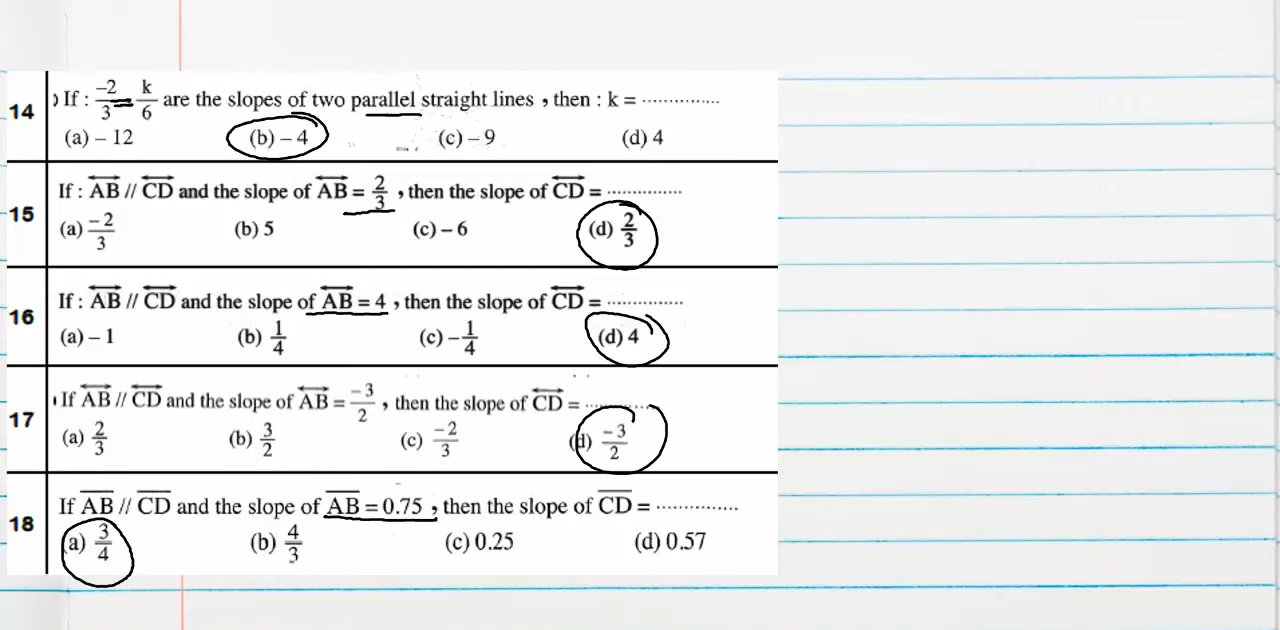 14
If : -2/3 = k/6 are the slopes of two parallel straight lines , then : k = ...............
(a) – 12 (b) – 4 (c) – 9 (d) 4
15
If : AB // CD and the slope of AB = 2/3 , then the slope of CD = ...............
(a) -2/3 (b) 5 (c) – 6 (d) 2/3
16
If : AB // CD and the slope of AB = 4 , then the slope of CD = ...............
(a) – 1 (b) 1/4 (c) – 1/4 (d) 4
17
If AB // CD and the slope of AB = -3/2 , then the slope of CD = ...............
(a) 2/3 (b) 3/2 (c) -2/3 (d) -3/2
18
If AB // CD and the slope of AB = 0.75 , then the slope of CD = ...............
(a) 3/4 (b) 4/3 (c) 0.25 (d) 0.57